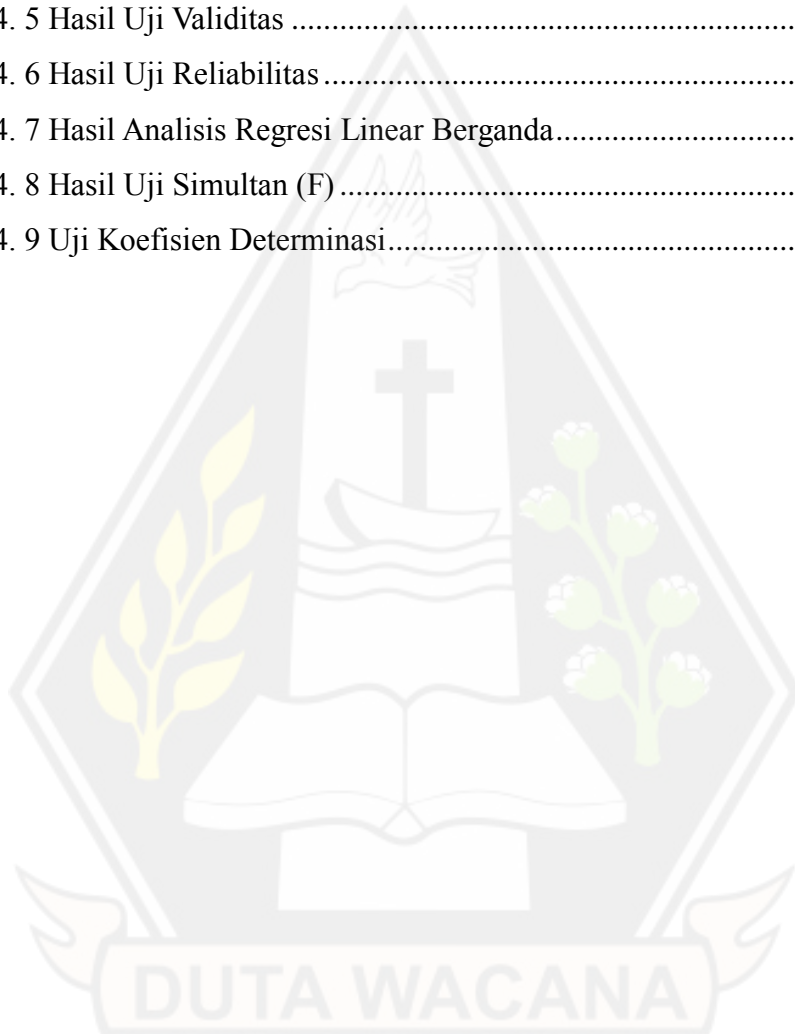 4. 5 Hasil Uji Validitas ................................................................
4. 6 Hasil Uji Reliabilitas ............................................................
4. 7 Hasil Analisis Regresi Linear Berganda ..............................
4. 8 Hasil Uji Simultan (F) ..........................................................
4. 9 Uji Koefisien Determinasi ....................................................
DUTA WACANA